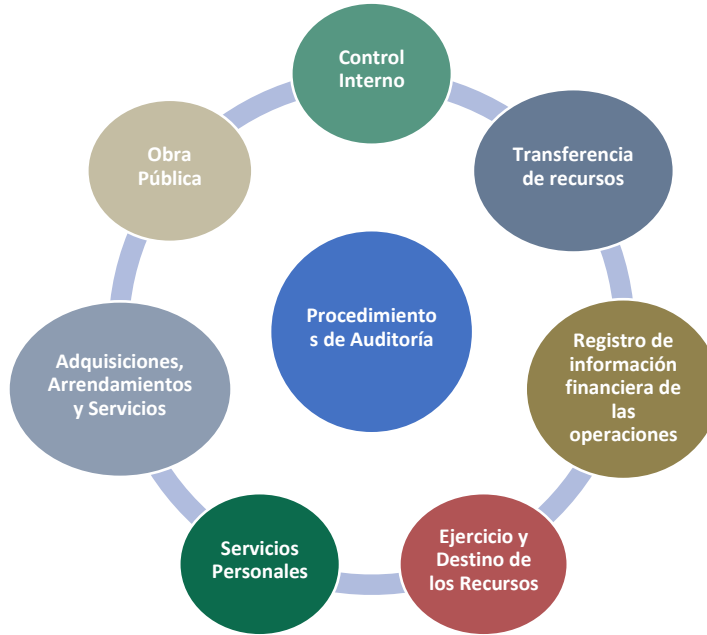 Control
Interno
Transferencia
de recursos
Registro de
información
financiera de
las
operaciones
Ejercicio y
Destino de
los Recursos
Servicios
Personales
Adquisiciones,
Arrendamientos
y Servicios
Obra
Pública
Procedimiento
s de Auditoría